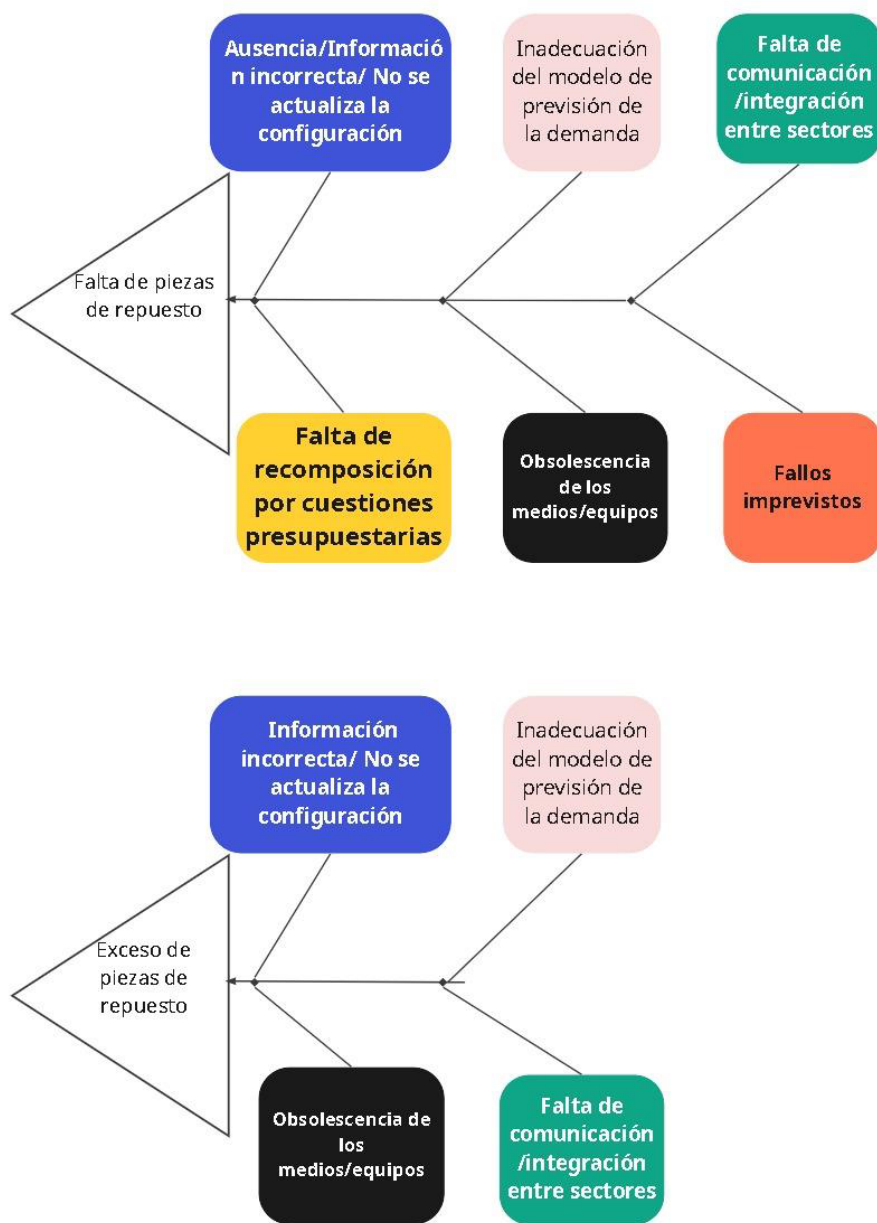 Ausencia/Informació
n incorrecta/ No se
actualiza la
configuración
Inadecuación
del modelo de
previsión de
la demanda
Falta de
comunicación
/integración
entre sectores
Falta de piezas
de repuesto
Falta de
recomposición
por cuestiones
presupuestarias
Obsolescencia
de los
medios/equipos
Fallos
imprevistos
Información
incorrecta/ No se
actualiza la
configuración
Inadecuación
del modelo de
previsión de
la demanda
Exceso de
piezas de
repuesto
Obsolescencia de
los
medios/equipos
Falta de
comunicación
/integración
entre sectores